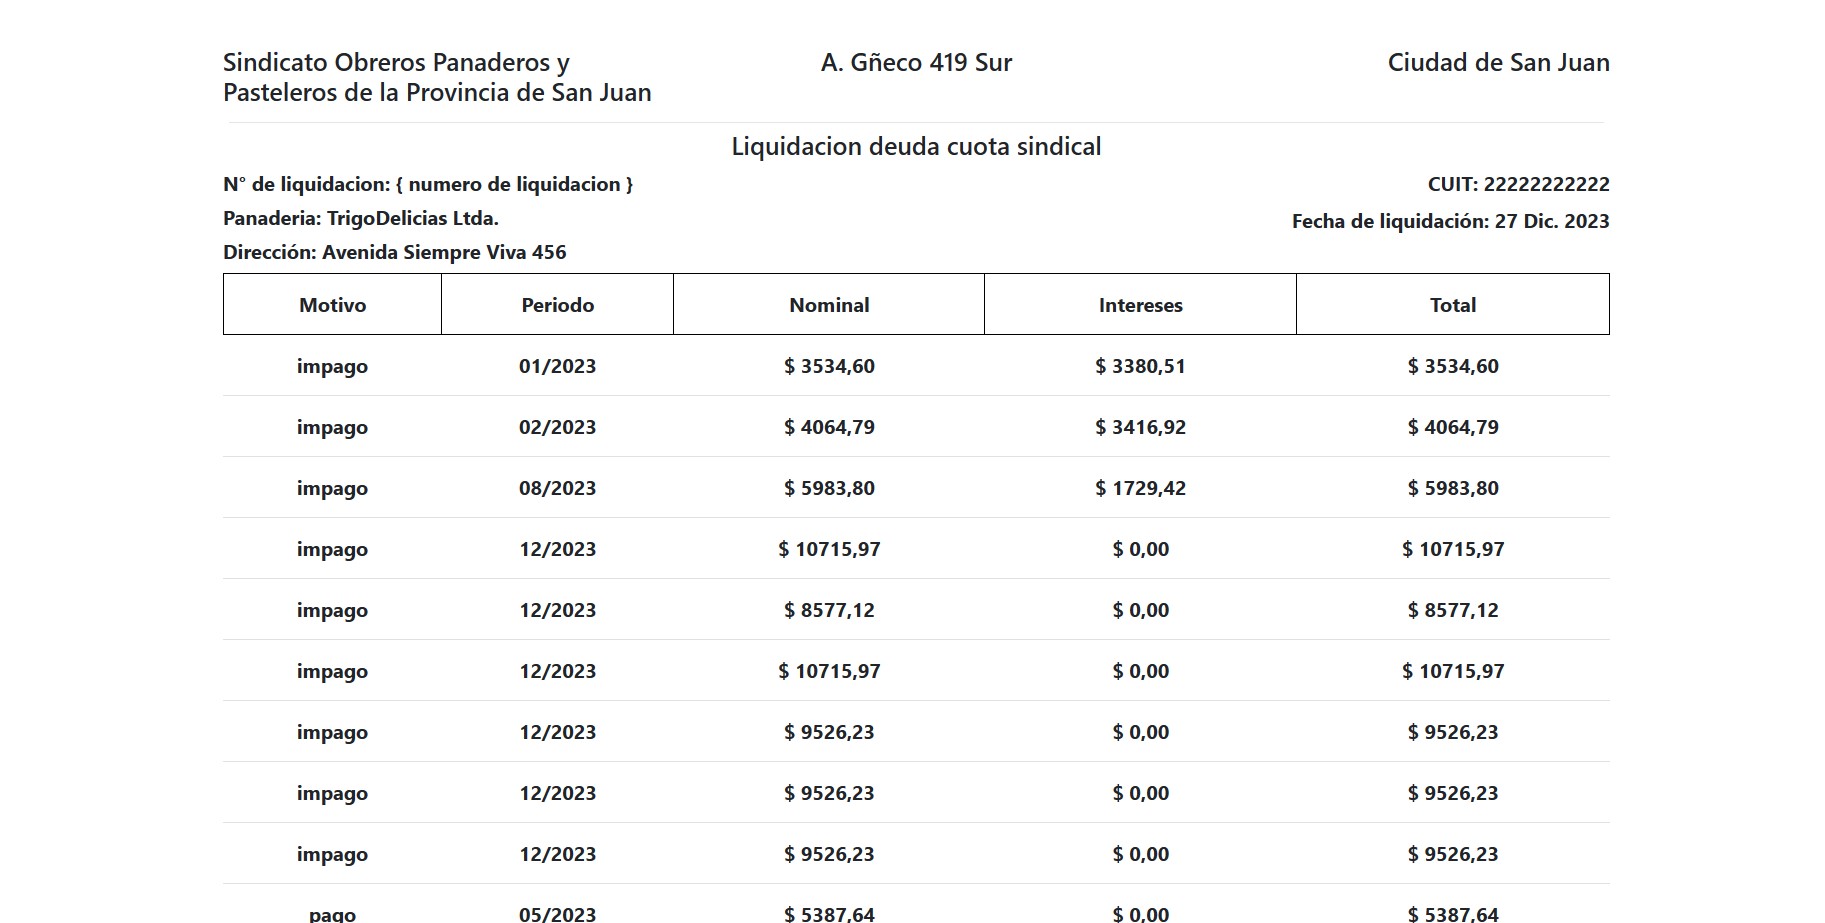 Sindicato Obreros Panaderos y
Pasteleros de la Provincia de San Juan
A. Gñeco 419 Sur
Ciudad de San Juan
Liquidacion deuda cuota sindical
N° de liquidacion: { numero de liquidacion }
CUIT: 22222222222
Panaderia: TrigoDelicias Ltda.
Fecha de liquidación: 27 Dic. 2023
Dirección: Avenida Siempre Viva 456
Motivo Periodo Nominal Intereses Total
impago 01/2023 $ 3534,60 $ 3380,51 $ 3534,60
impago 02/2023 $ 4064,79 $ 3416,92 $ 4064,79
impago 08/2023 $ 5983,80 $ 1729,42 $ 5983,80
impago 12/2023 $ 10715,97 $ 0,00 $ 10715,97
impago 12/2023 $ 8577,12 $ 0,00 $ 8577,12
impago 12/2023 $ 10715,97 $ 0,00 $ 10715,97
impago 12/2023 $ 9526,23 $ 0,00 $ 9526,23
impago 12/2023 $ 9526,23 $ 0,00 $ 9526,23
impago 12/2023 $ 9526,23 $ 0,00 $ 9526,23
pago 05/2023 $ 5387,64 $ 0,00 $ 5387,64